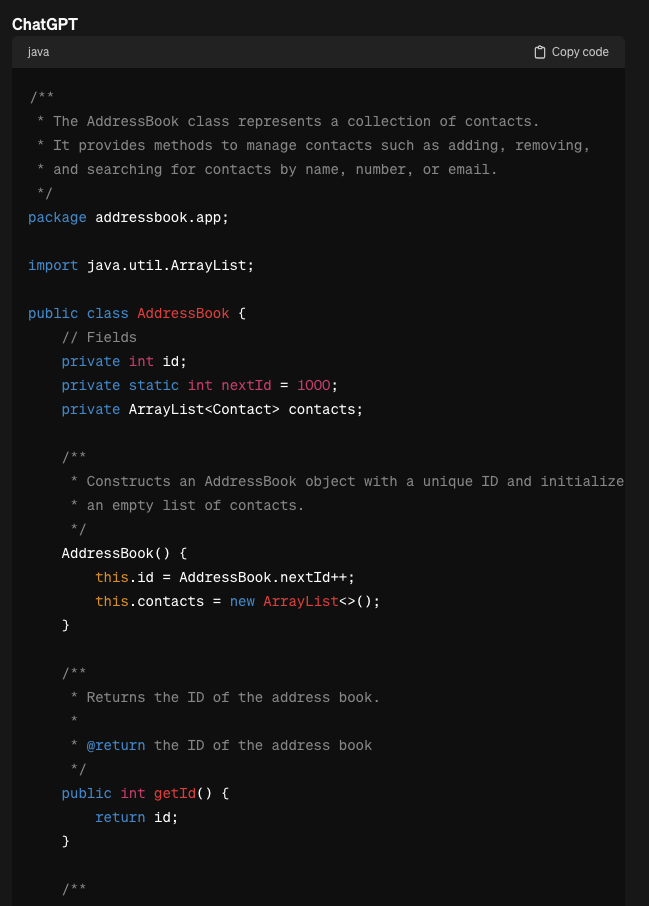 ChatGPT
java
Copy code
/**
 * The AddressBook class represents a collection of contacts.
 * It provides methods to manage contacts such as adding, removing,
 * and searching for contacts by name, number, or email.
 */
package addressbook.app;
import java.util.ArrayList;
public class AddressBook {
    // Fields
    private int id;
    private static int nextId = 1000;
    private ArrayList<Contact> contacts;
    /**
     * Constructs an AddressBook object with a unique ID and initialize
     * an empty list of contacts.
     */
    AddressBook() {
        this.id = AddressBook.nextId++;
        this.contacts = new ArrayList<>();
    }
    /**
     * Returns the ID of the address book.
     *
     * @return the ID of the address book
     */
    public int getId() {
        return id;
    }
    /**